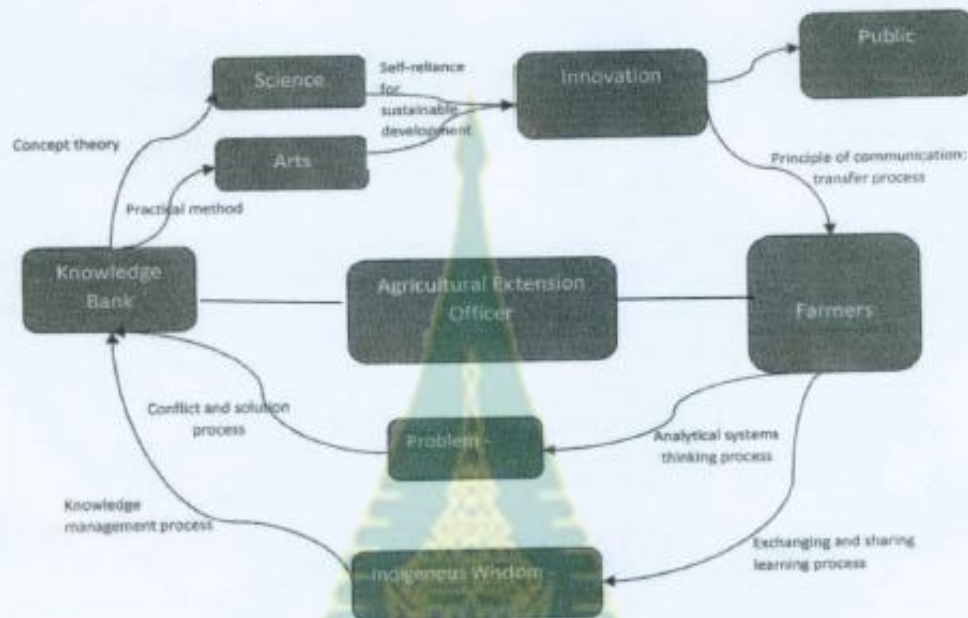 Public
Science
Self-reliance
for
sustainable
development
Innovation
Concept theory
Arts
Principle of communication:
transfer process
Practical method
Knowledge
Bank
Agricultural Extension
Officer
Farmers
Conflict and solution
process
Problem -
Analytical systems
thinking process
Knowledge
management process
Indigenous Wisdom -
Exchanging and sharing
learning process